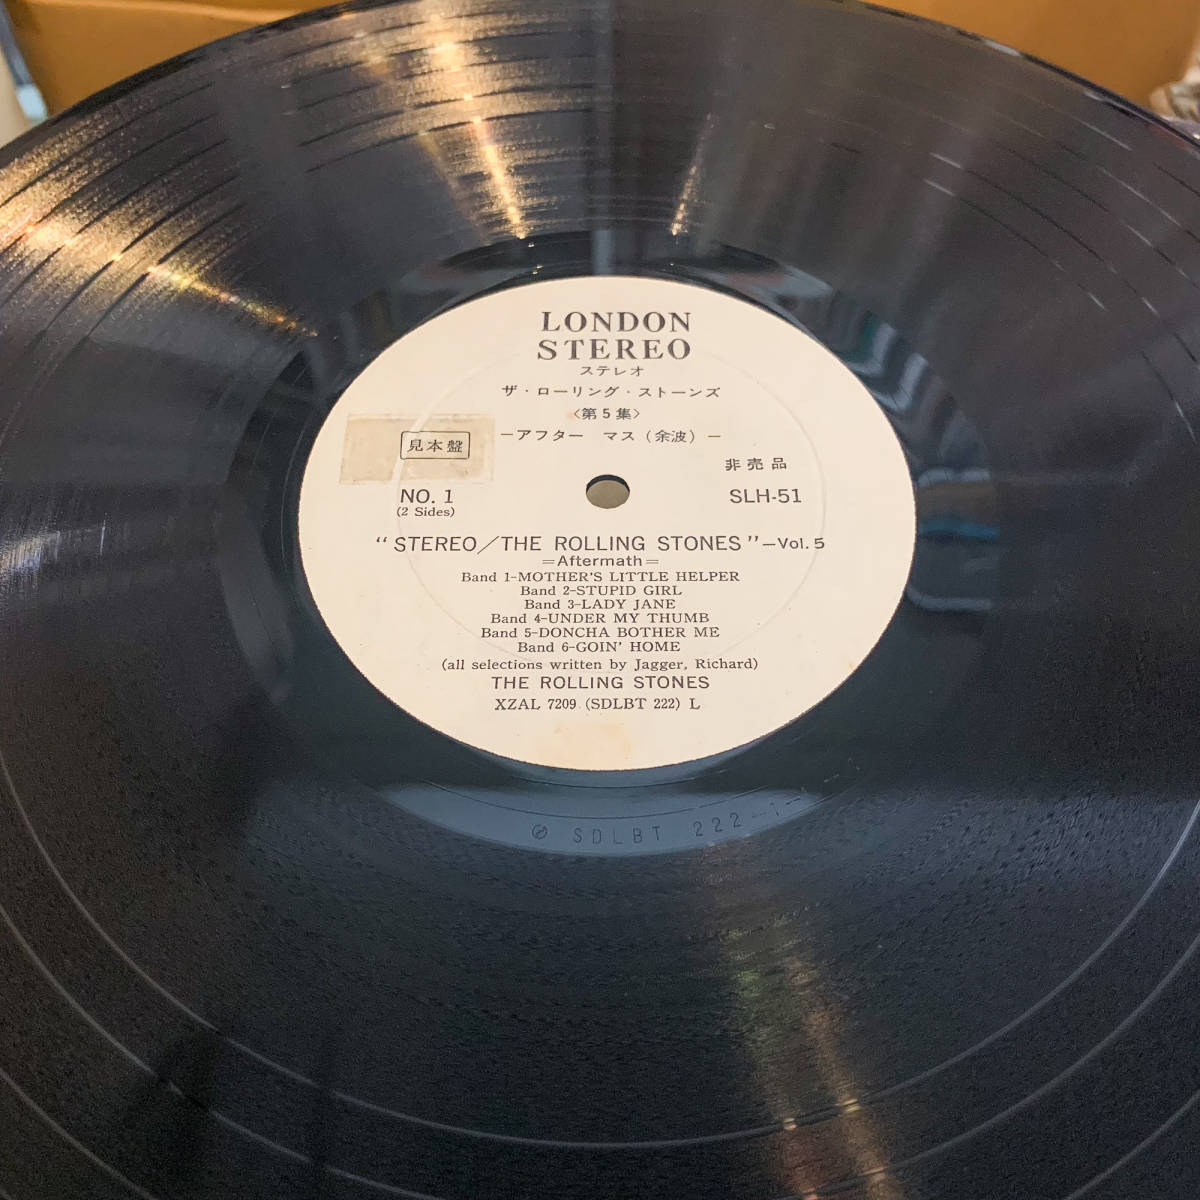 LONDON
STEREO
ステレオ
ザ・ローリング・ストーンズ
〈第5集〉
―アフター マス(余波)―
見本盤
非売品
NO. 1
(2 Sides)
SLH-51
“STEREO/THE ROLLING STONES”—Vol. 5
=Aftermath=
Band 1-MOTHER'S LITTLE HELPER
Band 2-STUPID GIRL
Band 3-LADY JANE
Band 4-UNDER MY THUMB
Band 5-DONCHA BOTHER ME
Band 6-GOIN' HOME
(all selections written by Jagger, Richard)
THE ROLLING STONES
XZAL 7209 (SDLBT 222) L
SDLBT 222-1-